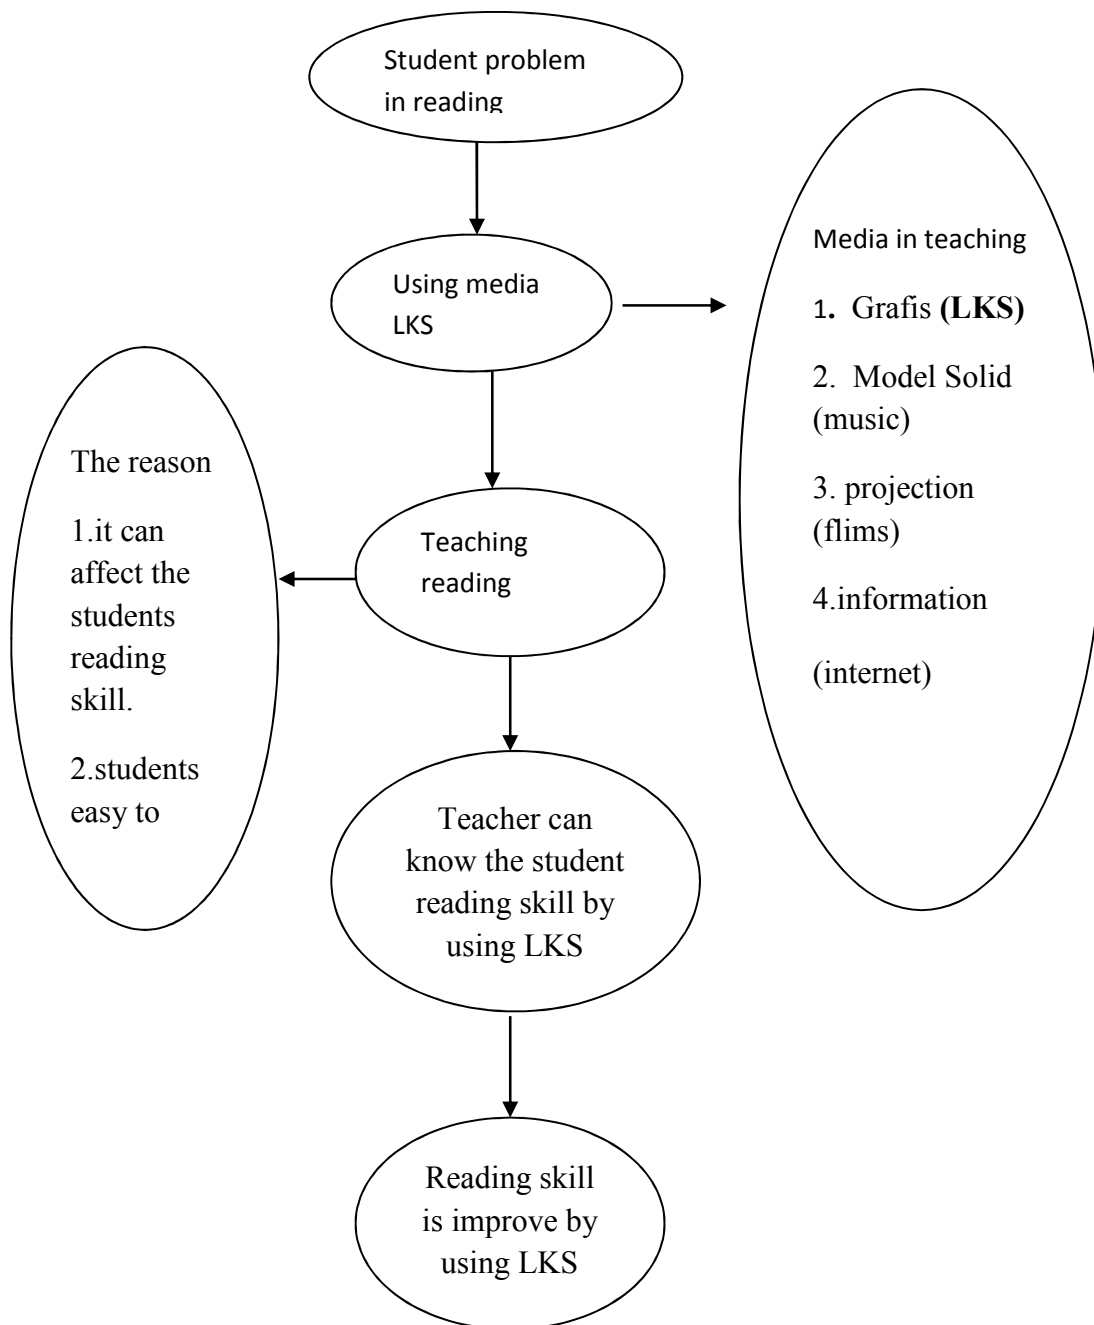 Student problem
in reading
Using media
LKS
Media in teaching
1. Grafis (LKS)
2. Model Solid
(music)
3. projection
(flims)
4.information
(internet)
The reason
1.it can
affect the
students
reading
skill.
2.students
easy to
Teaching
reading
Teacher can
know the student
reading skill by
using LKS
Reading skill
is improve by
using LKS